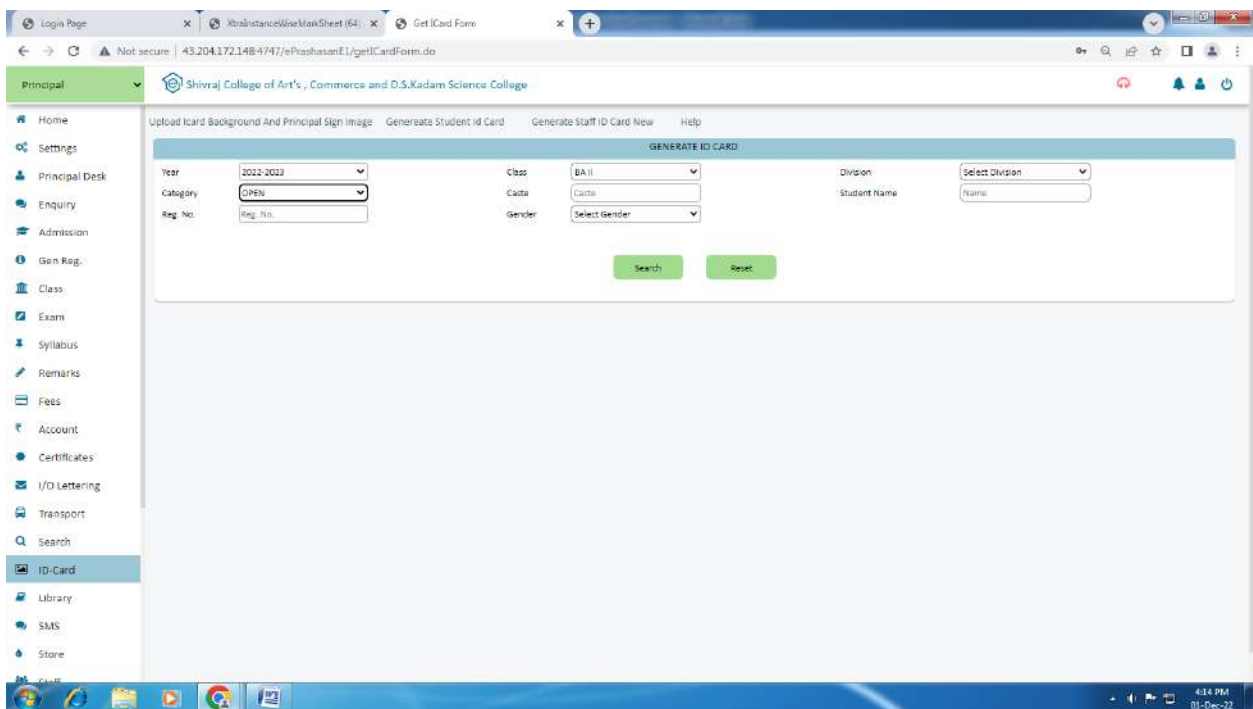 Login Page
XtraInstanceWiseMarkSheet (64)
Get ICard Form
Not secure | 43.204.172.148:4747/ePrashasanE1/getICardForm.do
Principal
Shivraj College of Art's , Commerce and D.S.Kadam Science College
Home
Settings
Principal Desk
Enquiry
Admission
Gen Reg.
Class
Exam
Syllabus
Remarks
Fees
Account
Certificates
I/O Lettering
Transport
Search
ID-Card
Library
SMS
Store
Staff
Upload Icard Background And Principal Sign Image Genereate Student Id Card Generate Staff ID Card New Help
GENERATE ID CARD
Year 2022-2023 Class BA II Division Select Division
Category OPEN Caste Caste Student Name Name
Reg. No. Reg. No. Gender Select Gender
Search Reset
4:14 PM
01-Dec-22